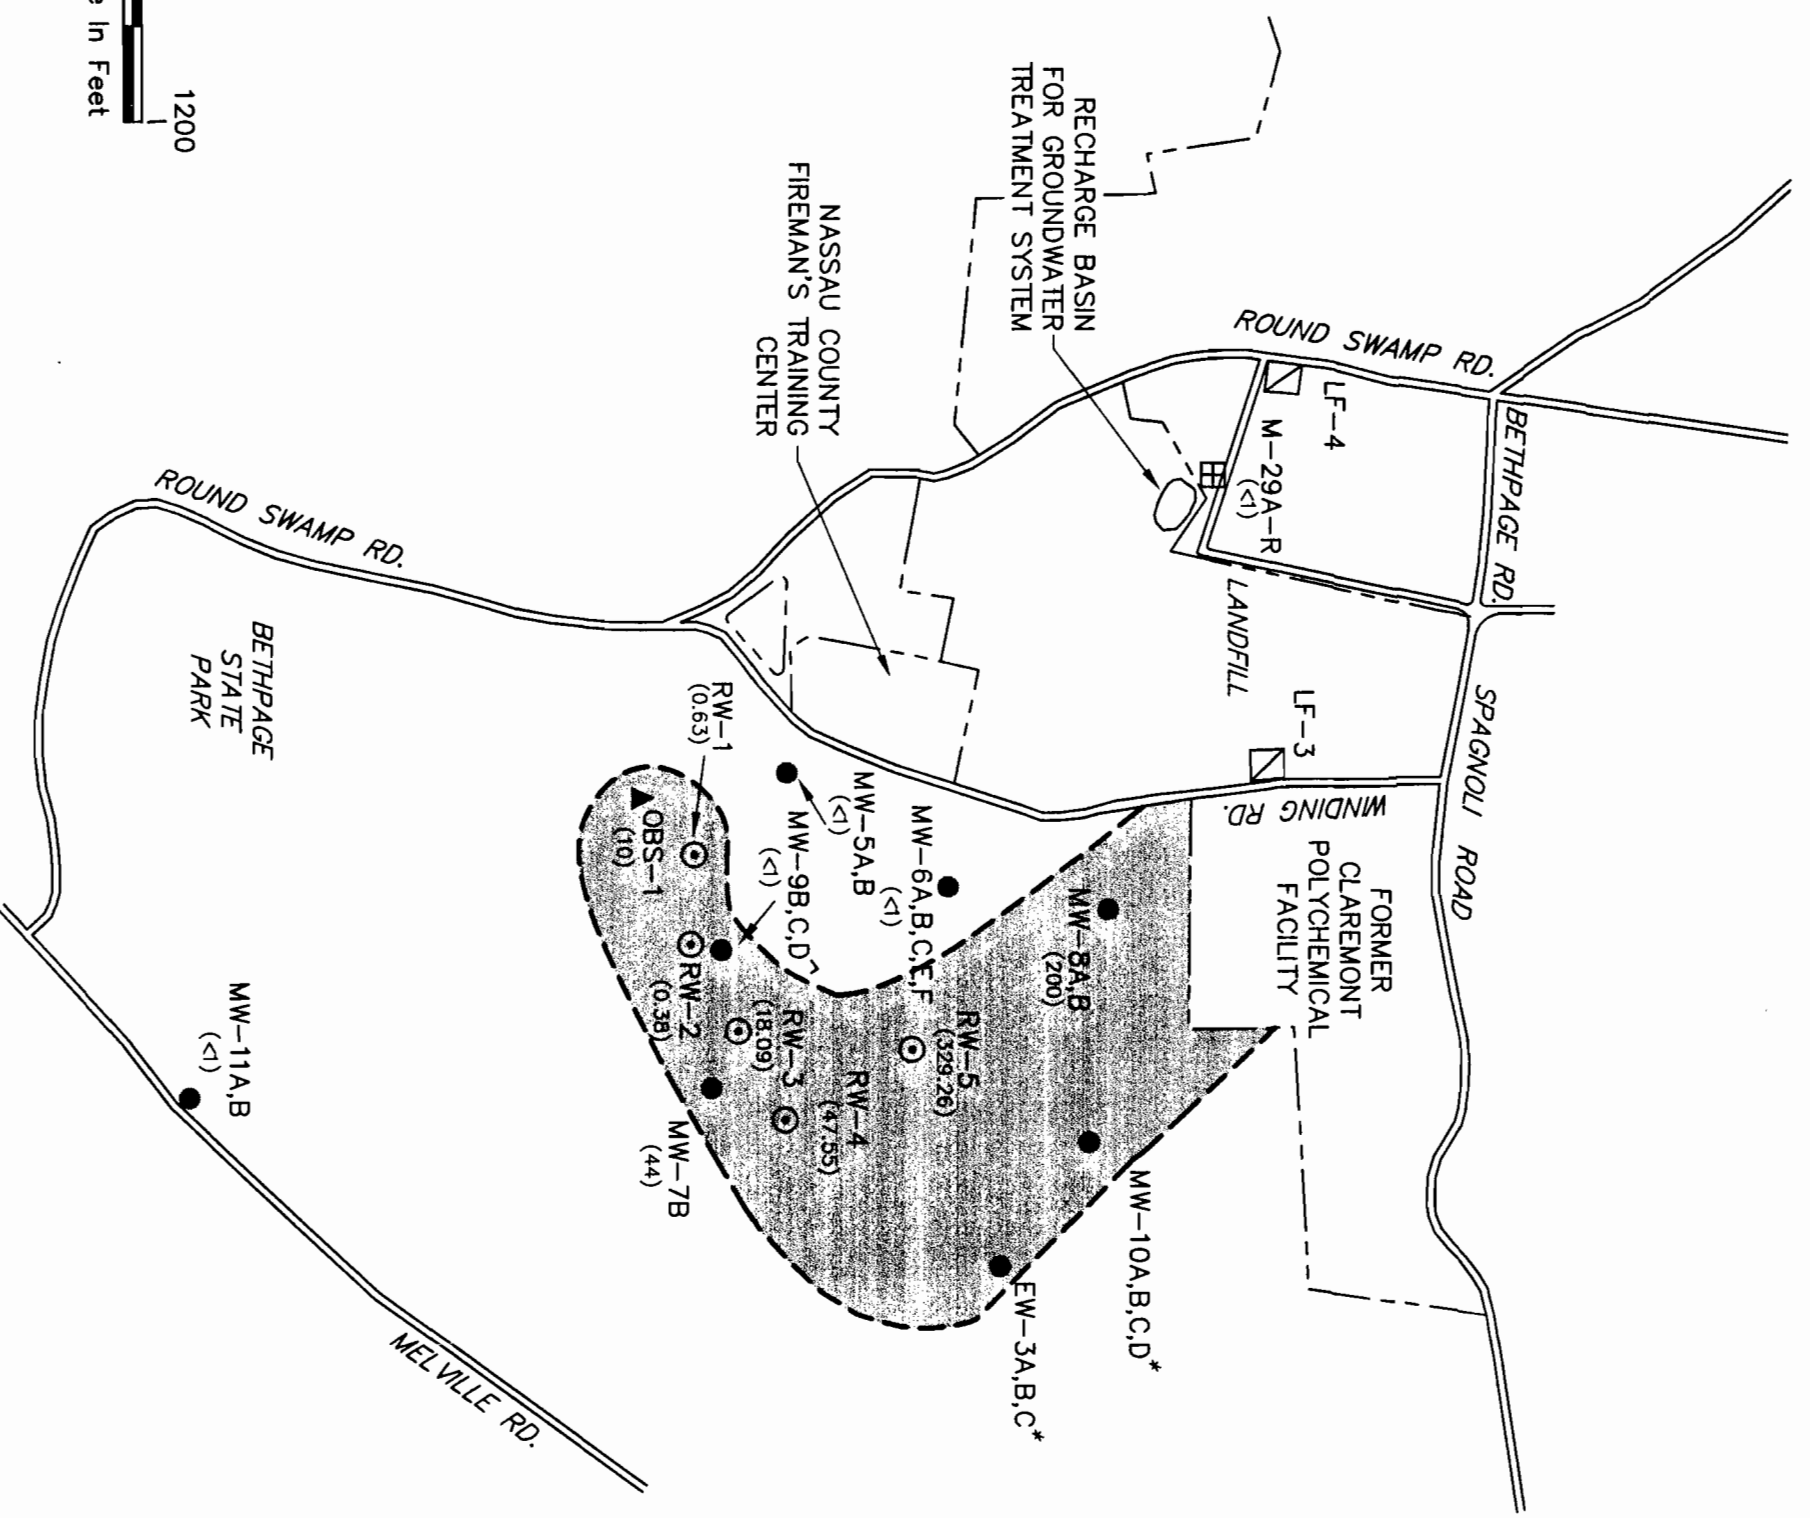 1200
e In Feet
RECHARGE BASIN
FOR GROUNDWATER
TREATMENT SYSTEM
NASSAU COUNTY
FIREMAN'S TRAINING
CENTER
ROUND SWAMP RD.
LF-4
M-29A-R
(<1)
BETHPAGE RD.
LANDFILL
LF-3
SPAGNOLI ROAD
WINDING RD.
FORMER
CLAREMONT
POLYCHEMICAL
FACILITY
ROUND SWAMP RD.
BETHPAGE
STATE
PARK
RW-1
(0.63)
MW-5A,B
(<1)
MW-6A,B,C,E,F
(<1)
MW-8A,B
(200)
MW-9B,C,D
(<1)
OBS-1
(10)
RW-2
(0.38)
RW-3
(18.09)
RW-4
(47.55)
RW-5
(329.26)
MW-7B
(44)
MW-10A,B,C,D*
EW-3A,B,C*
MW-11A,B
(<1)
MELVILLE RD.